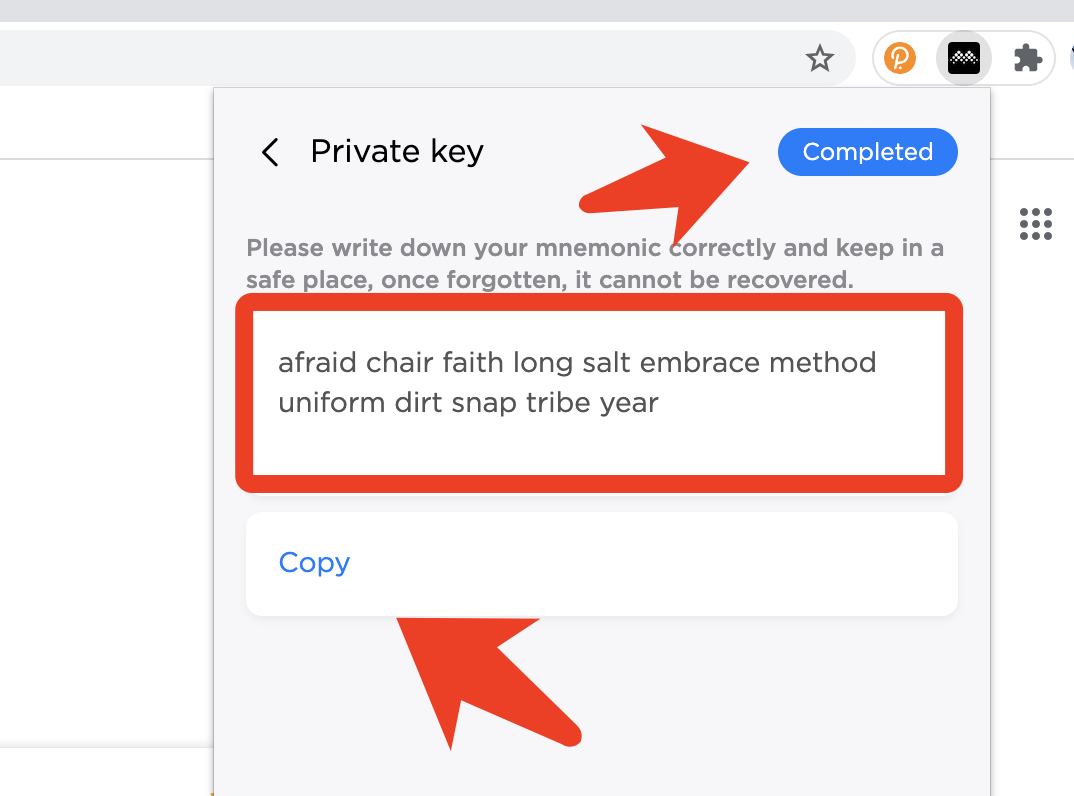 Private key
Completed
Please write down your mnemonic correctly and keep in a
safe place, once forgotten, it cannot be recovered.
afraid chair faith long salt embrace method
uniform dirt snap tribe year
Copy